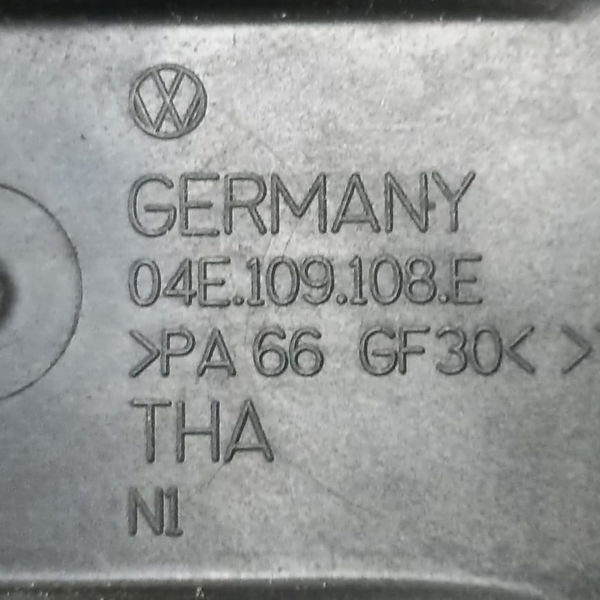 GERMANY
04E.109.108.E
>PA 66 GF30< >
THA
N1